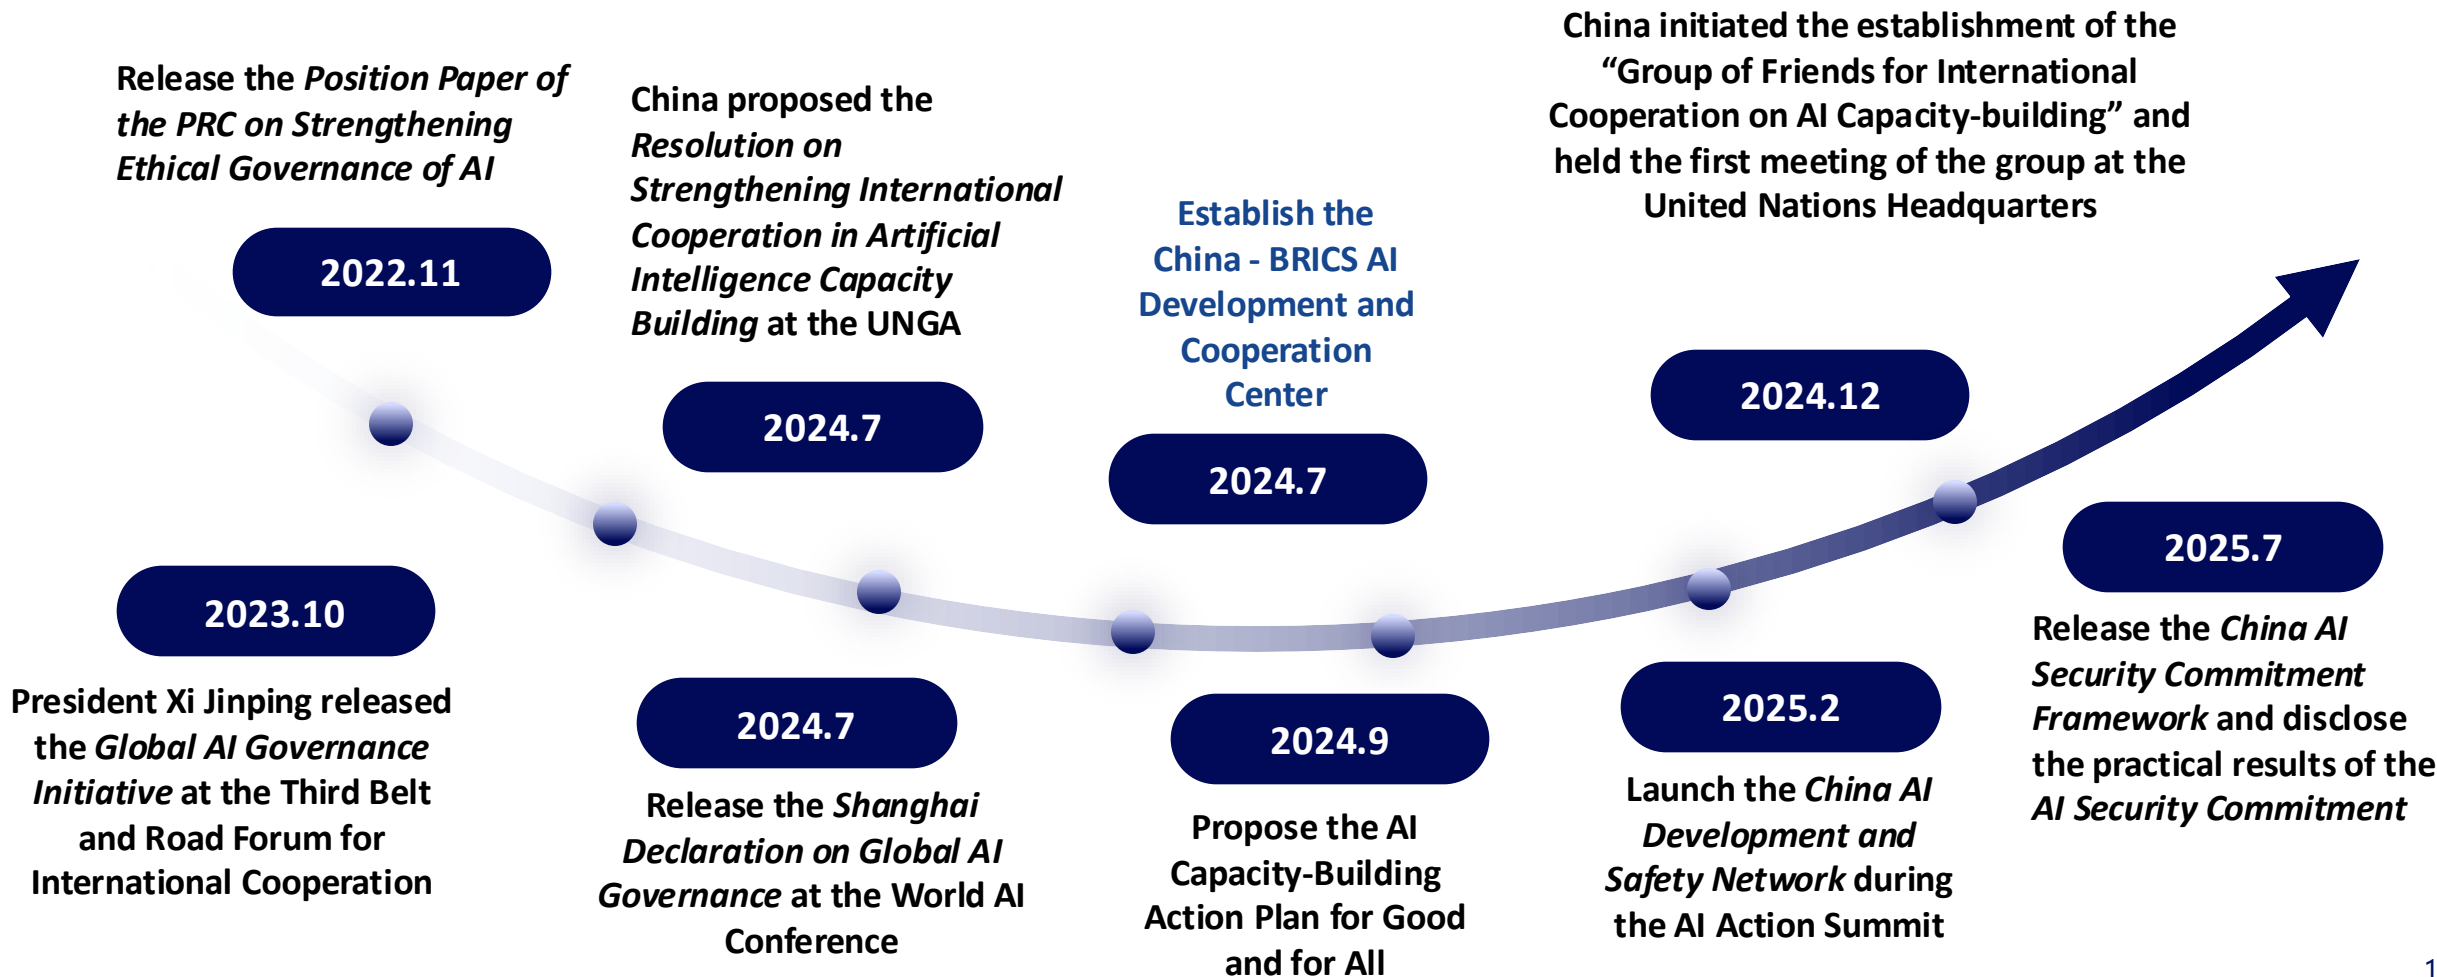 Release the Position Paper of
the PRC on Strengthening
Ethical Governance of AI
2022.11
2023.10
President Xi Jinping released
the Global AI Governance
Initiative at the Third Belt
and Road Forum for
International Cooperation
China proposed the
Resolution on
Strengthening International
Cooperation in Artificial
Intelligence Capacity
Building at the UNGA
2024.7
2024.7
Release the Shanghai
Declaration on Global AI
Governance at the World AI
Conference
Establish the
China - BRICS AI
Development and
Cooperation
Center
2024.7
2024.9
Propose the AI
Capacity-Building
Action Plan for Good
and for All
China initiated the establishment of the
“Group of Friends for International
Cooperation on AI Capacity-building” and
held the first meeting of the group at the
United Nations Headquarters
2024.12
2025.2
Launch the China AI
Development and
Safety Network during
the AI Action Summit
2025.7
Release the China AI
Security Commitment
Framework and disclose
the practical results of the
AI Security Commitment
1